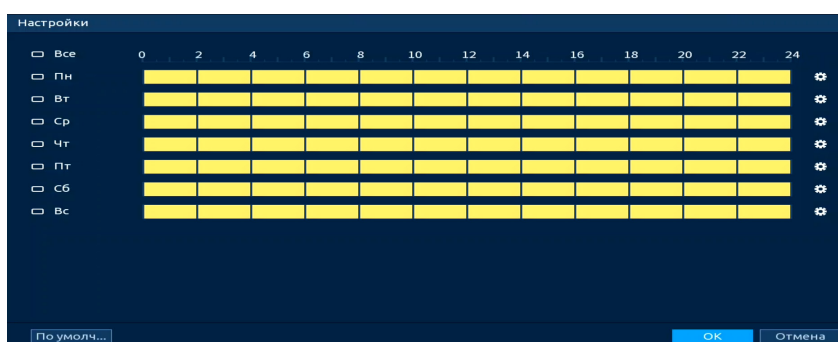 Настройки
Все 0 2 4 6 8 10 12 14 16 18 20 22 24
Пн
Вт
Ср
Чт
Пт
Сб
Вс
По умолч... OK Отмена